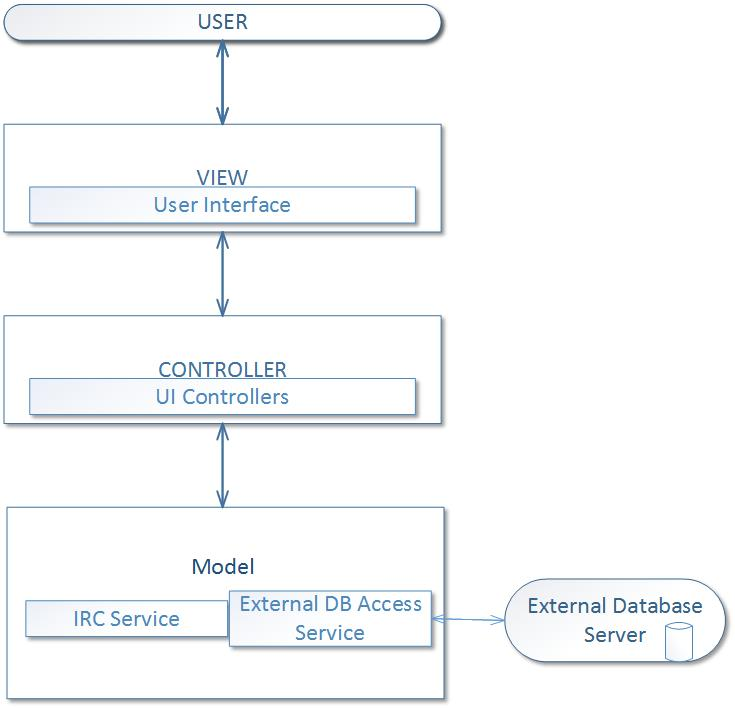 USER
VIEW
User Interface
CONTROLLER
UI Controllers
Model
IRC Service
External DB Access
Service
External Database
Server